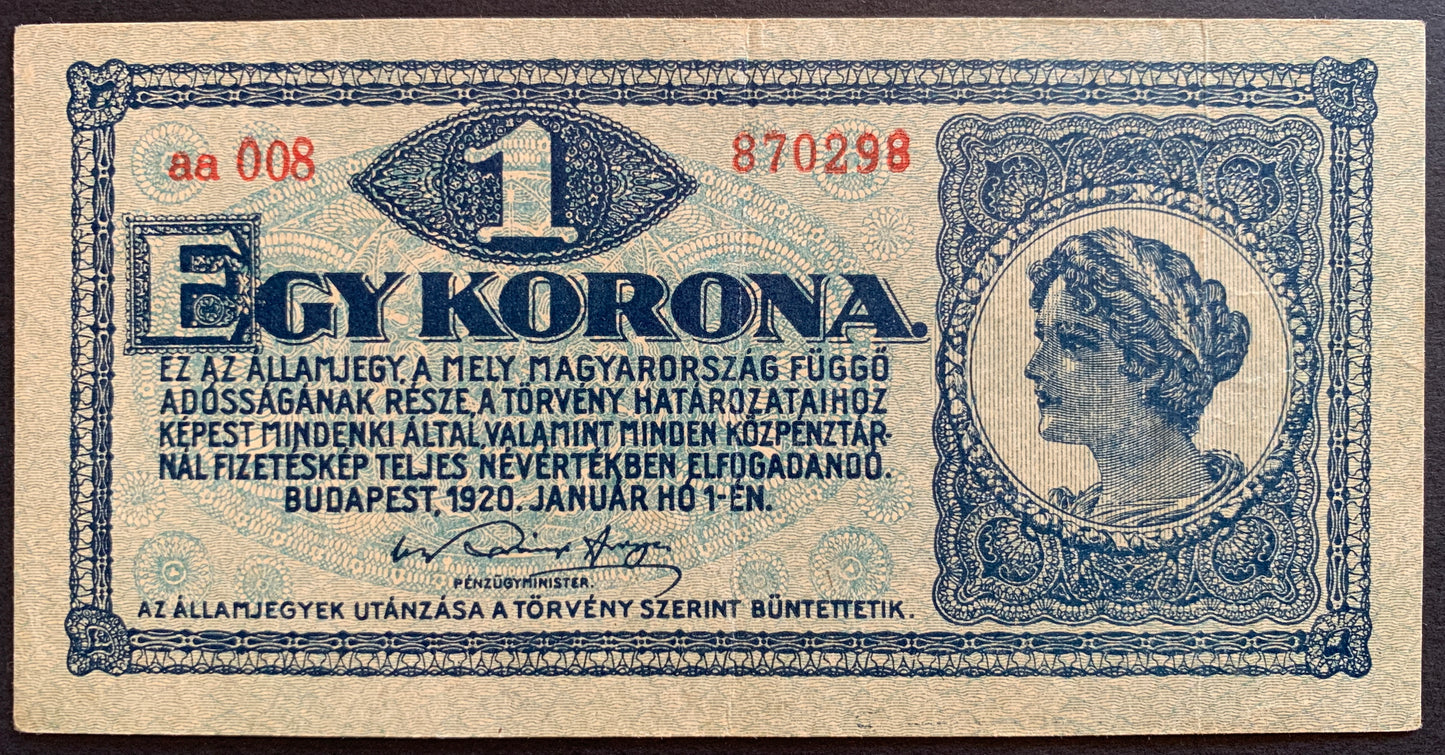 aa 008
1
870298
EGY KORONA.
EZ AZ ÁLLAMJEGY, A MELY MAGYARORSZÁG FÜGGŐ
ADÓSSÁGÁNAK RÉSZE, A TÖRVÉNY HATÁROZATAIHOZ
KÉPEST MINDENKI ÁLTAL, VALAMINT MINDEN KÖZPÉNZTÁR-
NÁL FIZETÉSKÉP TELJES NÉVÉRTÉKBEN ELFOGADANDÓ.
BUDAPEST, 1920. JANUÁR HÓ 1-ÉN.
PÉNZÜGYMINISTER.
AZ ÁLLAMJEGYEK UTÁNZÁSA A TÖRVÉNY SZERINT BÜNTETTETIK.